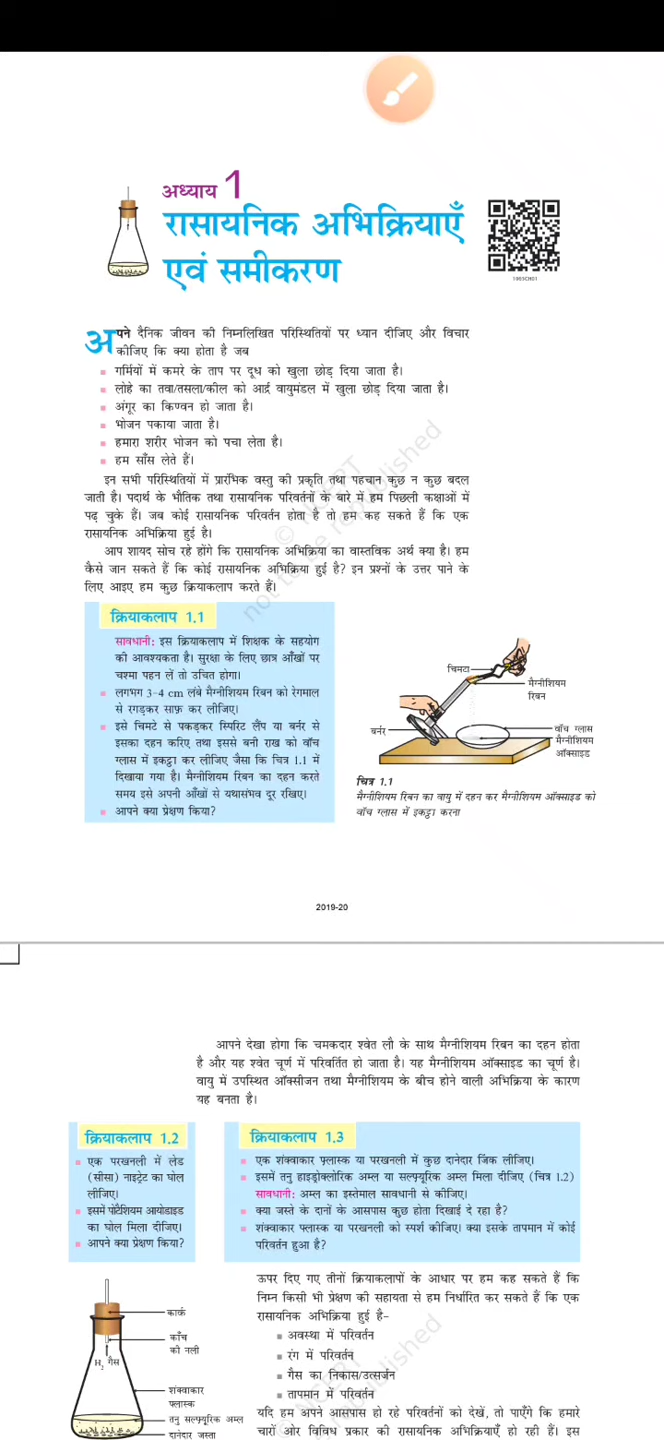 अध्याय 1
रासायनिक अभिक्रियाएँ
एवं समीकरण
1003CH01
अपने दैनिक जीवन की निम्नलिखित परिस्थितियों पर ध्यान दीजिए और विचार
कीजिए कि क्या होता है जब
■ गर्मियों में कमरे के ताप पर दूध को खुला छोड़ दिया जाता है।
■ लोहे का तवा/तसला/कील को आर्द्र वायुमंडल में खुला छोड़ दिया जाता है।
■ अंगूर का किण्वन हो जाता है।
■ भोजन पकाया जाता है।
■ हमारा शरीर भोजन को पचा लेता है।
■ हम साँस लेते हैं।
इन सभी परिस्थितियों में प्रारंभिक वस्तु की प्रकृति तथा पहचान कुछ न कुछ बदल
जाती है। पदार्थ के भौतिक तथा रासायनिक परिवर्तनों के बारे में हम पिछली कक्षाओं में
पढ़ चुके हैं। जब कोई रासायनिक परिवर्तन होता है तो हम कह सकते हैं कि एक
रासायनिक अभिक्रिया हुई है।
आप शायद सोच रहे होंगे कि रासायनिक अभिक्रिया का वास्तविक अर्थ क्या है। हम
कैसे जान सकते हैं कि कोई रासायनिक अभिक्रिया हुई है? इन प्रश्नों के उत्तर पाने के
लिए आइए हम कुछ क्रियाकलाप करते हैं।
© NCERT
not to be republished
क्रियाकलाप 1.1
सावधानी: इस क्रियाकलाप में शिक्षक के सहयोग
की आवश्यकता है। सुरक्षा के लिए छात्र आँखों पर
चश्मा पहन लें तो उचित होगा।
■ लगभग 3-4 cm लंबे मैग्नीशियम रिबन को रेगमाल
से रगड़कर साफ़ कर लीजिए।
■ इसे चिमटे से पकड़कर स्पिरिट लैंप या बर्नर से
इसका दहन करिए तथा इससे बनी राख को वॉच
ग्लास में इकट्ठा कर लीजिए जैसा कि चित्र 1.1 में
दिखाया गया है। मैग्नीशियम रिबन का दहन करते
समय इसे अपनी आँखों से यथासंभव दूर रखिए।
■ आपने क्या प्रेक्षण किया?
चिमटा
मैग्नीशियम
रिबन
बर्नर
वॉच ग्लास
मैग्नीशियम
ऑक्साइड
चित्र 1.1
मैग्नीशियम रिबन का वायु में दहन कर मैग्नीशियम ऑक्साइड को
वॉच ग्लास में इकट्ठा करना
2019-20
आपने देखा होगा कि चमकदार श्वेत लौ के साथ मैग्नीशियम रिबन का दहन होता
है और यह श्वेत चूर्ण में परिवर्तित हो जाता है। यह मैग्नीशियम ऑक्साइड का चूर्ण है।
वायु में उपस्थित ऑक्सीजन तथा मैग्नीशियम के बीच होने वाली अभिक्रिया के कारण
यह बनता है।
क्रियाकलाप 1.2
■ एक परखनली में लेड
(सीसा) नाइट्रेट का घोल
लीजिए।
■ इसमें पोटैशियम आयोडाइड
का घोल मिला दीजिए।
■ आपने क्या प्रेक्षण किया?
क्रियाकलाप 1.3
■ एक शंक्वाकार फ़्लास्क या परखनली में कुछ दानेदार जिंक लीजिए।
■ इसमें तनु हाइड्रोक्लोरिक अम्ल या सल्फ़्यूरिक अम्ल मिला दीजिए (चित्र 1.2)
सावधानी: अम्ल का इस्तेमाल सावधानी से कीजिए।
■ क्या जस्ते के दानों के आसपास कुछ होता दिखाई दे रहा है?
■ शंक्वाकार फ्लास्क या परखनली को स्पर्श कीजिए। क्या इसके तापमान में कोई
परिवर्तन हुआ है?
कार्क
काँच
की नली
H2 गैस
शंक्वाकार
फ्लास्क
तनु सल्फ़्यूरिक अम्ल
दानेदार जस्ता
ऊपर दिए गए तीनों क्रियाकलापों के आधार पर हम कह सकते हैं कि
निम्न किसी भी प्रेक्षण की सहायता से हम निर्धारित कर सकते हैं कि एक
रासायनिक अभिक्रिया हुई है–
■ अवस्था में परिवर्तन
■ रंग में परिवर्तन
■ गैस का निकास/उत्सर्जन
■ तापमान में परिवर्तन
यदि हम अपने आसपास हो रहे परिवर्तनों को देखें, तो पाएँगे कि हमारे
चारों ओर विविध प्रकार की रासायनिक अभिक्रियाएँ हो रही हैं। इस
© NCERT
republished